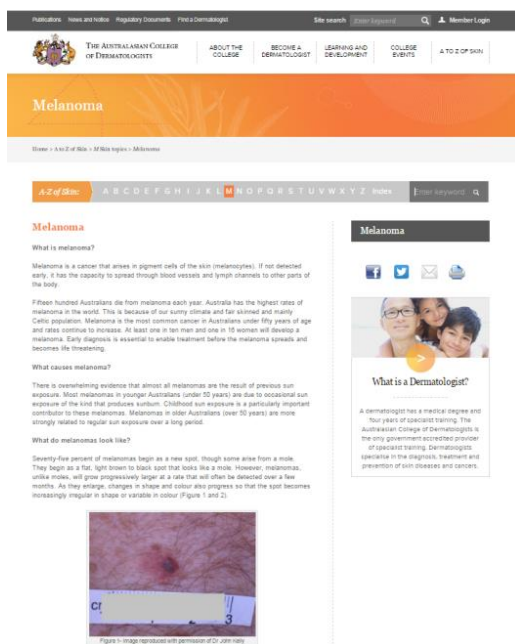 Publications News and Notice Regulatory Documents Find a Dermatologist Site search Enter keyword Member Login
THE AUSTRALASIAN COLLEGE
OF DERMATOLOGISTS
ABOUT THE
COLLEGE
BECOME A
DERMATOLOGIST
LEARNING AND
DEVELOPMENT
COLLEGE
EVENTS
A TO Z OF SKIN
Melanoma
Home > A to Z of Skin > M Skin topics > Melanoma
A-Z of Skin: A B C D E F G H I J K L M N O P Q R S T U V W X Y Z Index Enter keyword
Melanoma
What is melanoma?
Melanoma is a cancer that arises in pigment cells of the skin (melanocytes). If not detected
early, it has the capacity to spread through blood vessels and lymph channels to other parts of
the body.
Fifteen hundred Australians die from melanoma each year. Australia has the highest rates of
melanoma in the world. This is because of our sunny climate and fair skinned and mainly
Celtic population. Melanoma is the most common cancer in Australians under fifty years of age
and rates continue to increase. At least one in ten men and one in 16 women will develop a
melanoma. Early diagnosis is essential to enable treatment before the melanoma spreads and
becomes life threatening.
What causes melanoma?
There is overwhelming evidence that almost all melanomas are the result of previous sun
exposure. Most melanomas in younger Australians (under 50 years) are due to occasional sun
exposure of the kind that produces sunburn. Childhood sun exposure is a particularly important
contributor to these melanomas. Melanomas in older Australians (over 50 years) are more
strongly related to regular sun exposure over a long period.
What do melanomas look like?
Seventy-five percent of melanomas begin as a new spot, though some arise from a mole.
They begin as a flat, light brown to black spot that looks like a mole. However, melanomas,
unlike moles, will grow progressively larger at a rate that will often be detected over a few
months. As they enlarge, changes in shape and colour also progress so that the spot becomes
increasingly irregular in shape or variable in colour (Figure 1 and 2).
3
Figure 1- Image reproduced with permission of Dr John Kelly
Melanoma
What is a Dermatologist?
A dermatologist has a medical degree and
four years of specialist training. The
Australasian College of Dermatologists is
the only government accredited provider
of specialist training. Dermatologists
specialise in the diagnosis, treatment and
prevention of skin diseases and cancers.